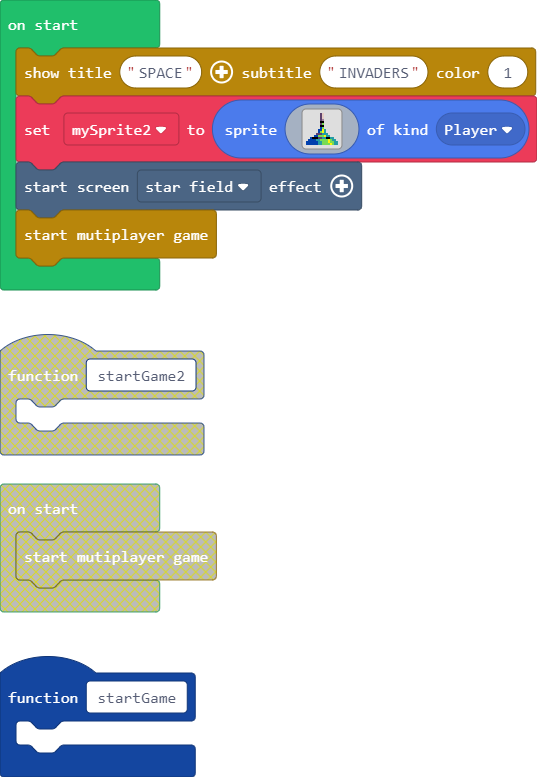 on start
show title "SPACE" subtitle "INVADERS" color 1
set mySprite2 to sprite of kind Player
start screen star field effect
start mutiplayer game
function startGame2
on start
start mutiplayer game
function startGame